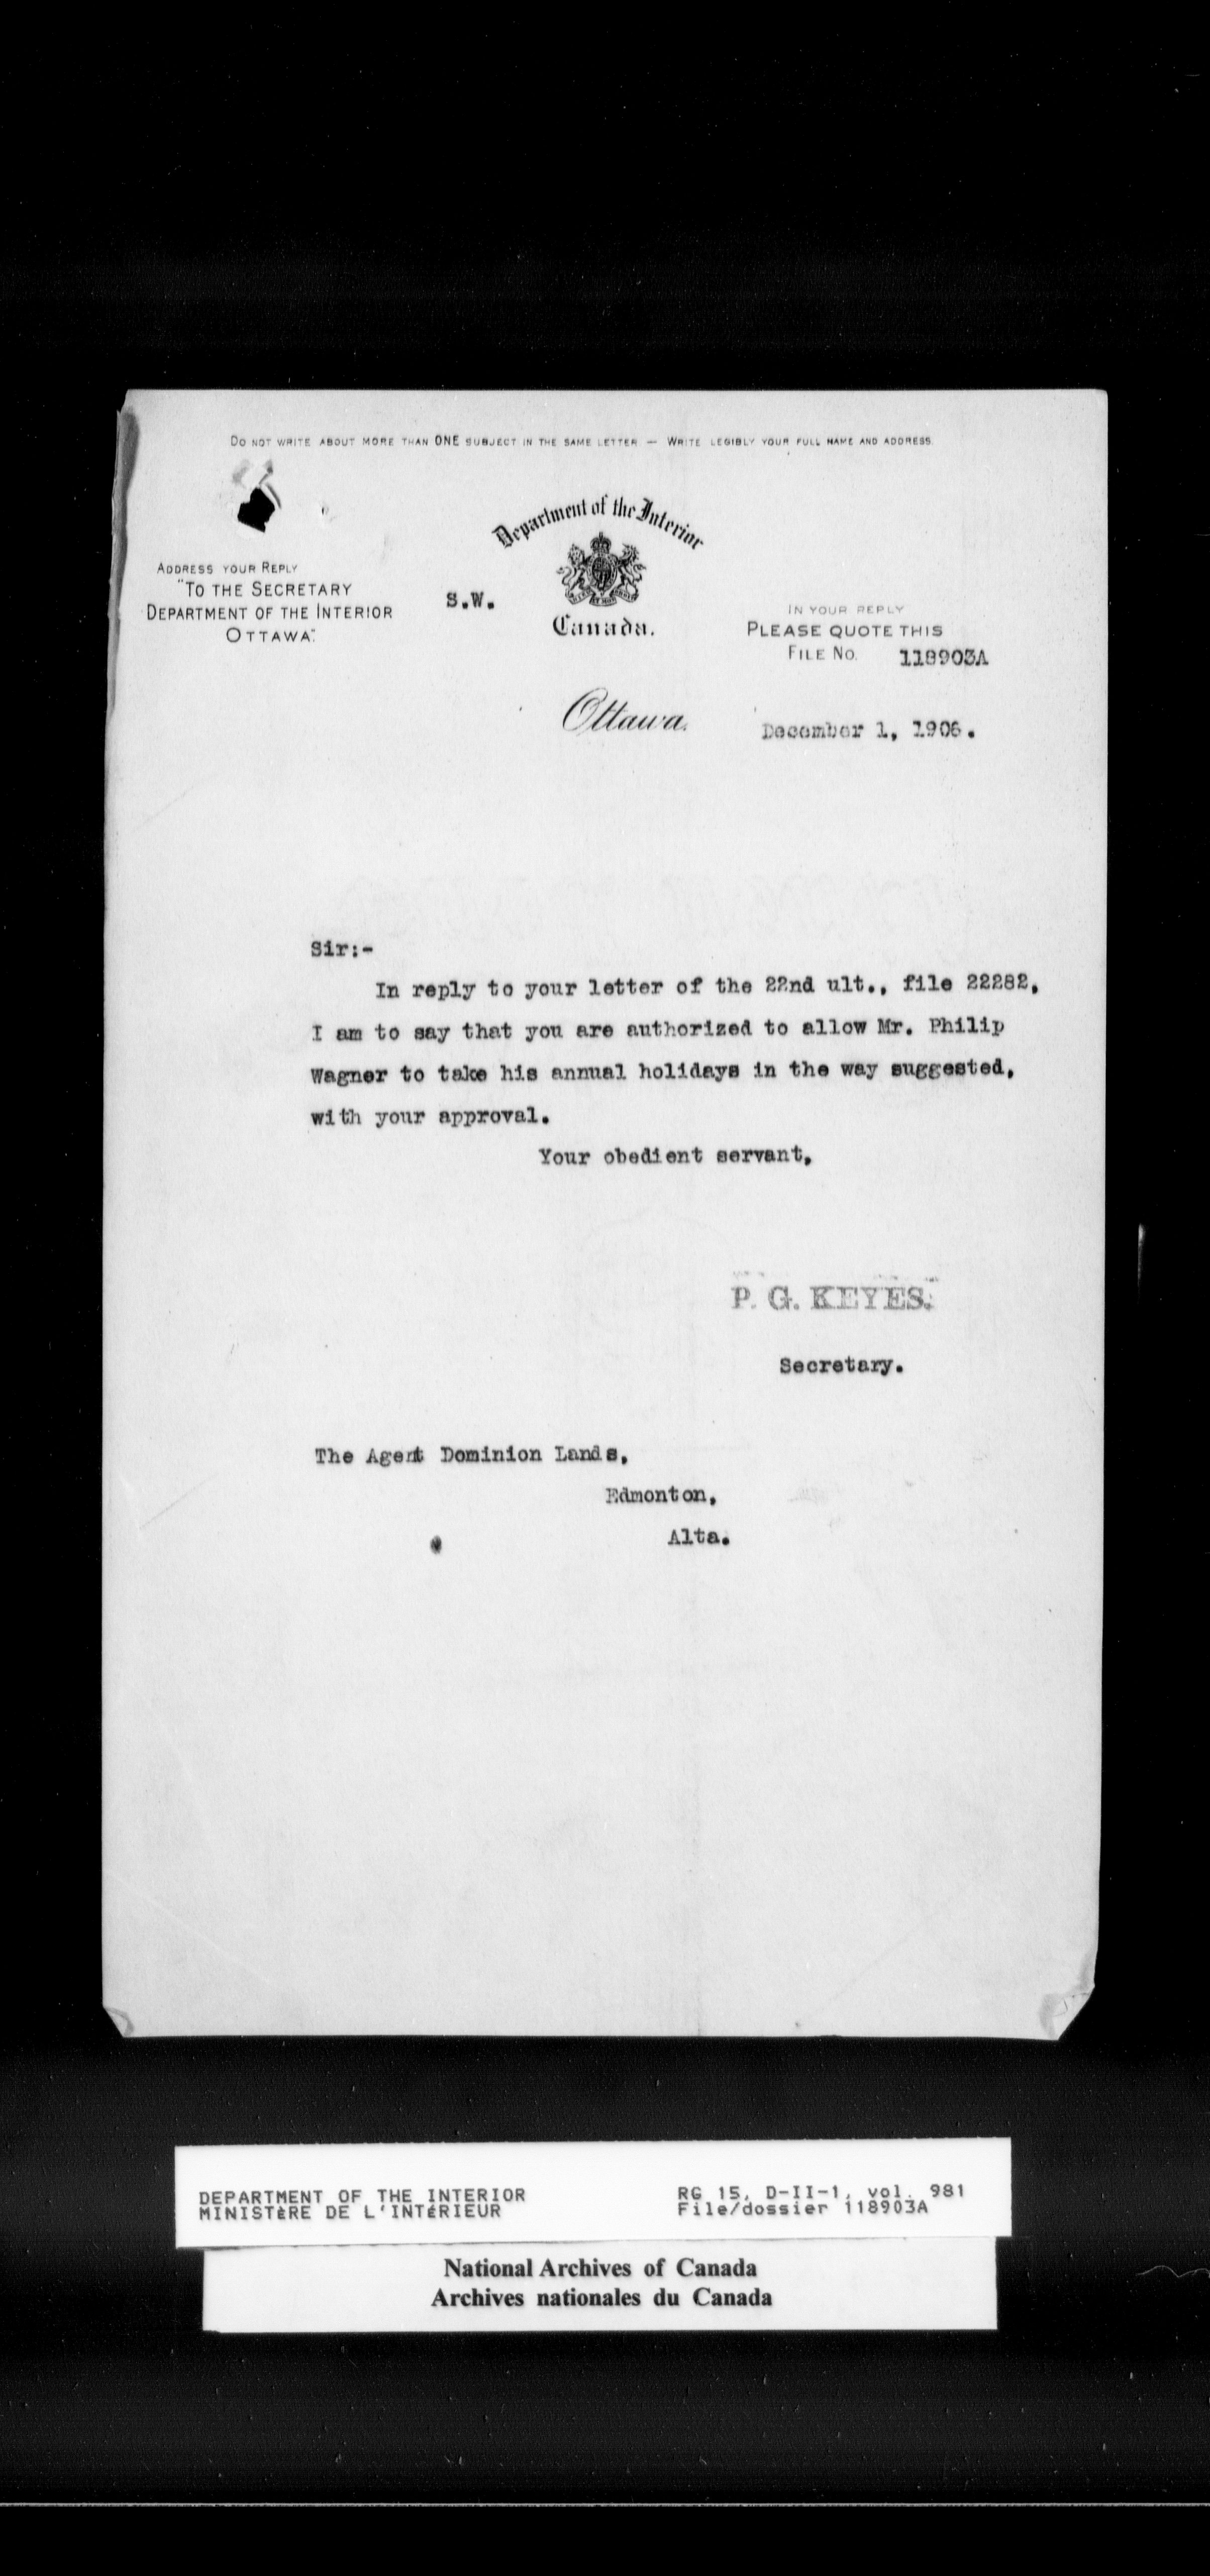 DO NOT WRITE ABOUT MORE THAN ONE SUBJECT IN THE SAME LETTER — WRITE LEGIBLY YOUR FULL NAME AND ADDRESS.
Department of the Interior
ADDRESS YOUR REPLY
"TO THE SECRETARY
DEPARTMENT OF THE INTERIOR
OTTAWA."
S.W.
Canada.
IN YOUR REPLY
PLEASE QUOTE THIS
FILE NO. 118903A
Ottawa. December 1, 1906.
Sir:-
In reply to your letter of the 22nd ult., file 22282,
I am to say that you are authorized to allow Mr. Philip
Wagner to take his annual holidays in the way suggested,
with your approval.
Your obedient servant,
P. G. KEYES.
Secretary.
The Agent Dominion Lands,
Edmonton,
Alta.
DEPARTMENT OF THE INTERIOR RG 15, D-II-1, vol. 981
MINISTèRE DE L'INTéRIEUR File/dossier 118903A
National Archives of Canada
Archives nationales du Canada